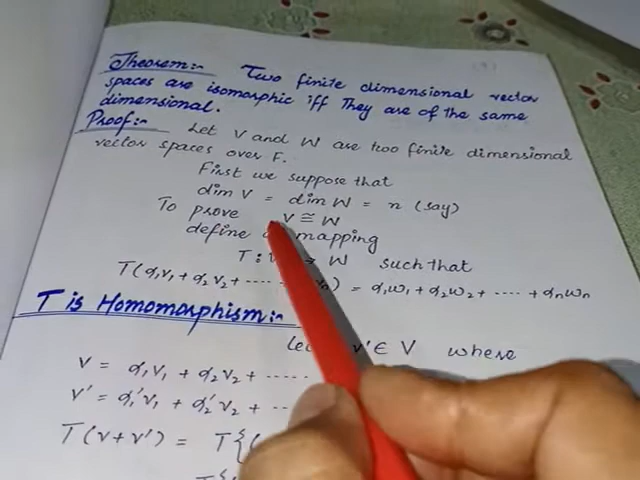 Theorem:- Two finite dimensional vector
spaces are isomorphic iff They are of the same
dimensional.
Proof:- Let V and W are two finite dimensional
vector spaces over F.
First we suppose that
dim V = dim W = n (say)
To prove V ≅ W
define a mapping
T: V → W such that
T(α₁v₁ + α₂v₂ + ---- + vₙ) = α₁w₁ + α₂w₂ + ---- + αₙwₙ
T is Homomorphism:-
Let v' ∈ V where
v = α₁v₁ + α₂v₂ + -----
v' = α₁'v₁ + α₂'v₂ + ---
T(v+v') = T{(